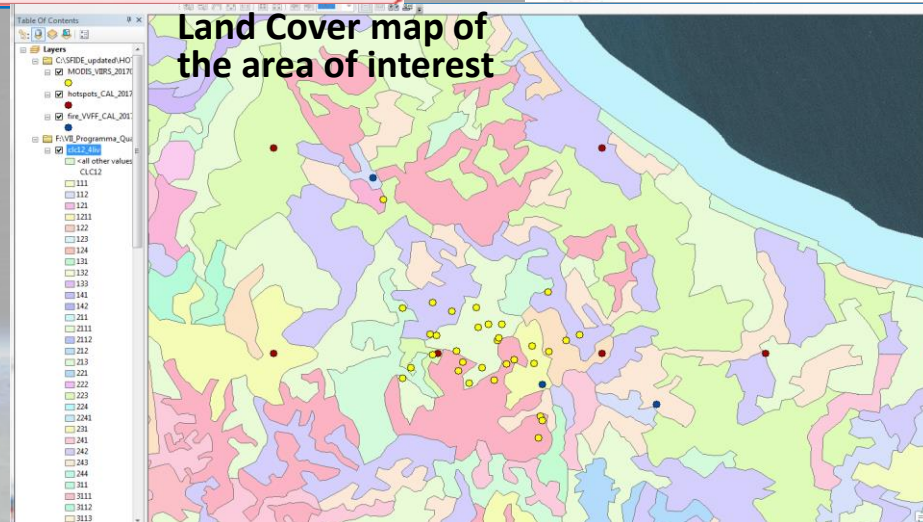 Land Cover map of
the area of interest
Table Of Contents
Layers
C:\SFIDE_updated\HO
MODIS_VIIRS_2017
hotspots_CAL_2017
fire_VVFF_CAL_201
F:\VII_Programma_Qua
clc12_4liv
<all other values
CLC12
111
112
121
1211
122
123
124
131
132
133
141
142
211
2111
2112
212
213
221
222
223
224
2241
231
241
242
243
244
311
3111
3112
3113